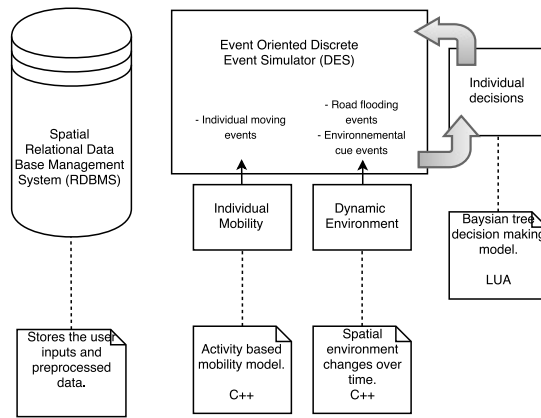 Event Oriented Discrete
Event Simulator (DES)
- Individual moving
events
- Road flooding
events
- Environnemental
cue events
Individual
decisions
Spatial
Relational Data
Base Management
System (RDBMS)
Individual
Mobility
Dynamic
Environment
Baysian tree
decision making
model.
LUA
Stores the user
inputs and
preprocessed
data.
Activity based
mobility model.
C++
Spatial
environment
changes over
time.
C++